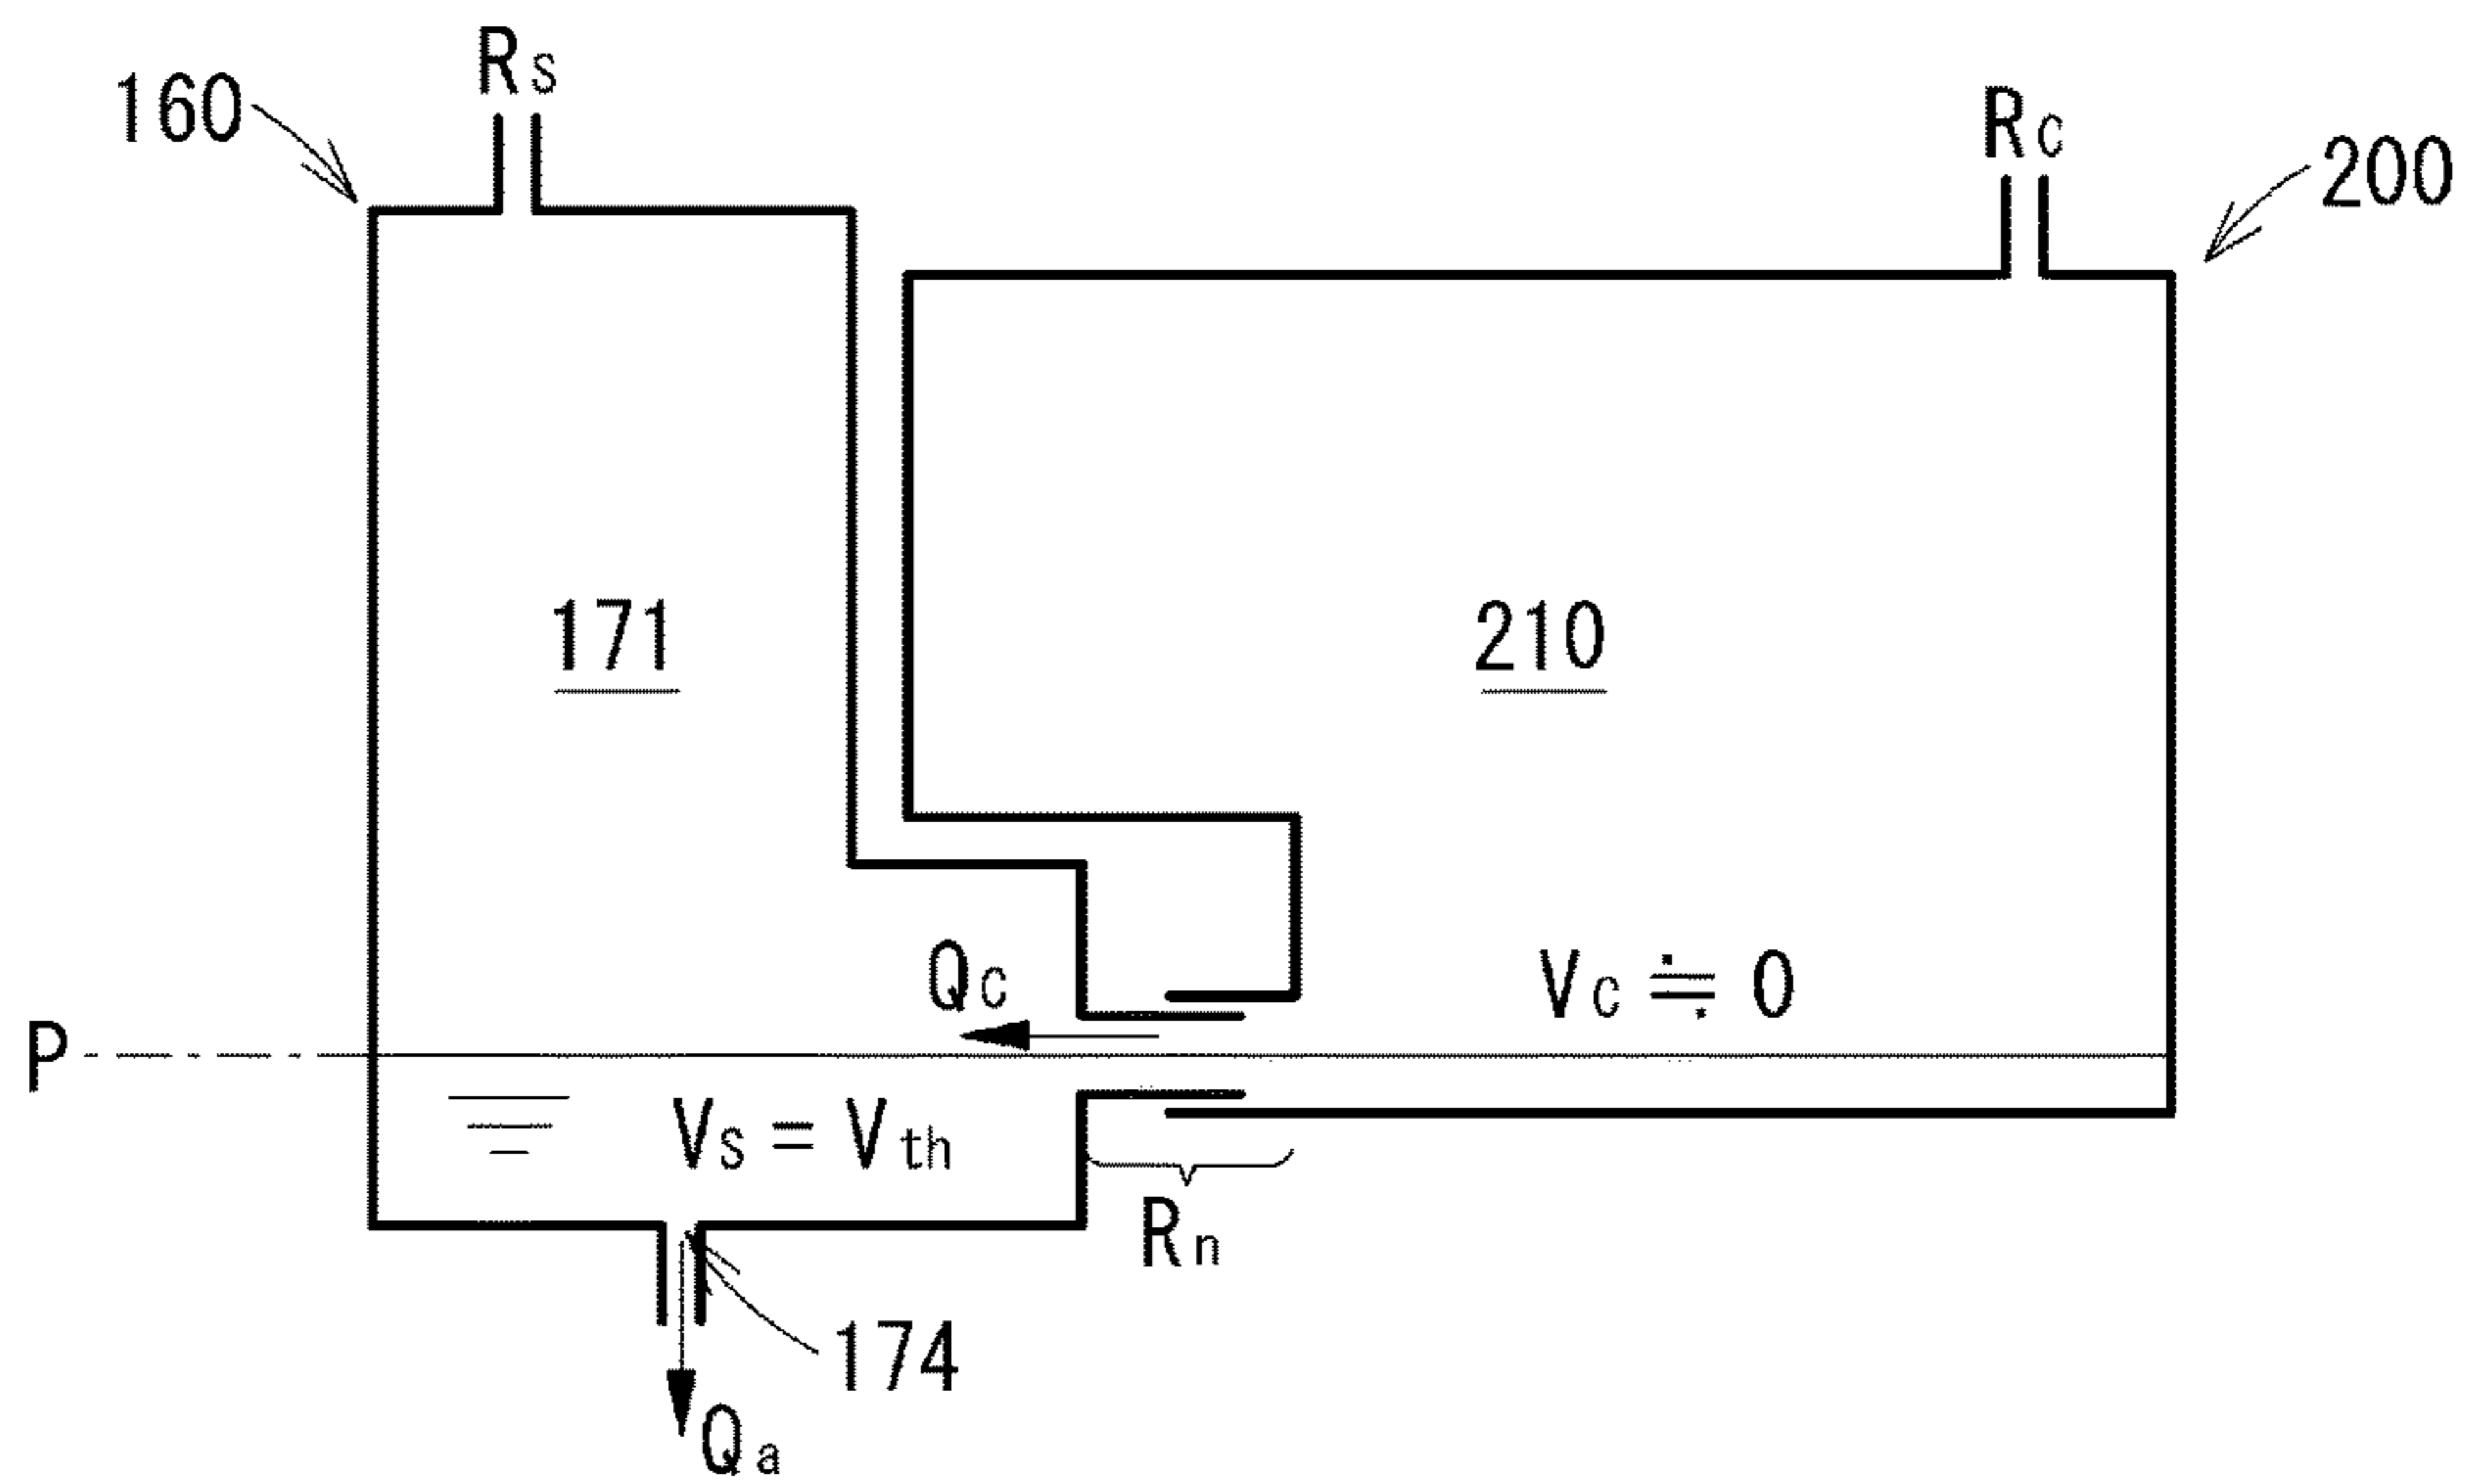 Rs
160
Rc
200
171
210
Qc
Vc ≒ 0
P
Vs = Vth
Rn
174
Qa